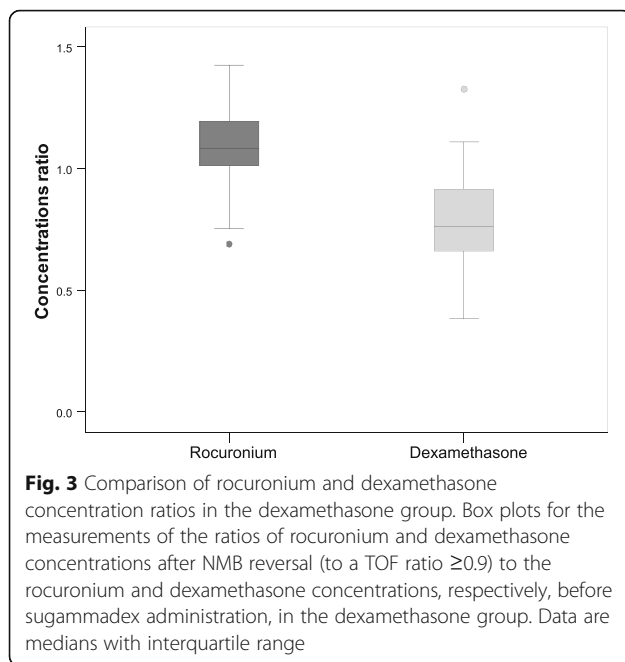 1.5
1.0
0.5
0.0
Concentrations ratio
Rocuronium Dexamethasone
Fig. 3 Comparison of rocuronium and dexamethasone
concentration ratios in the dexamethasone group. Box plots for the
measurements of the ratios of rocuronium and dexamethasone
concentrations after NMB reversal (to a TOF ratio ≥0.9) to the
rocuronium and dexamethasone concentrations, respectively, before
sugammadex administration, in the dexamethasone group. Data are
medians with interquartile range